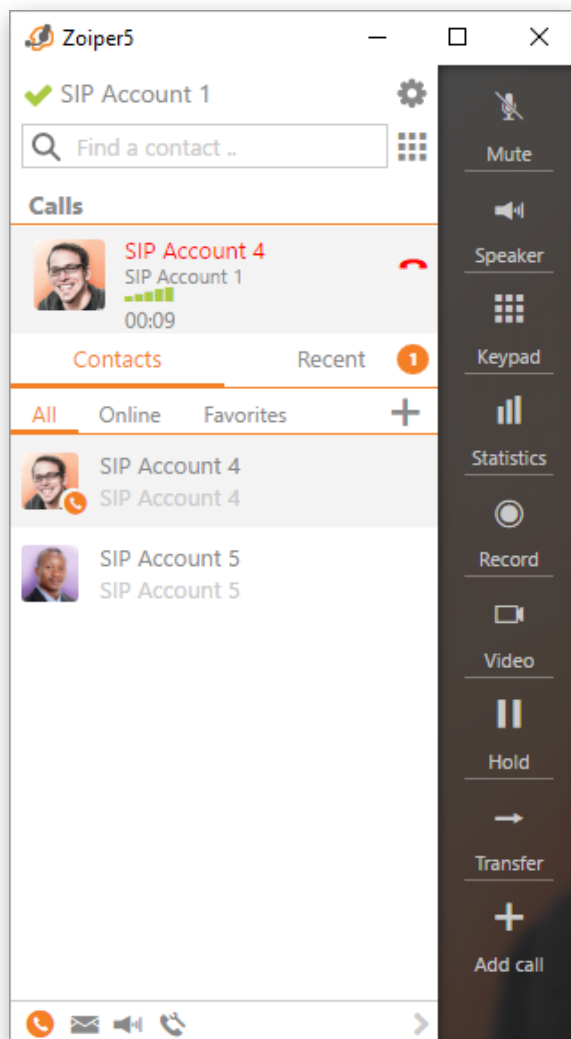 Zoiper5
SIP Account 1
Find a contact ..
Calls
SIP Account 4
SIP Account 1
00:09
Contacts Recent 1
All Online Favorites
SIP Account 4
SIP Account 4
SIP Account 5
SIP Account 5
Mute
Speaker
Keypad
Statistics
Record
Video
Hold
Transfer
Add call